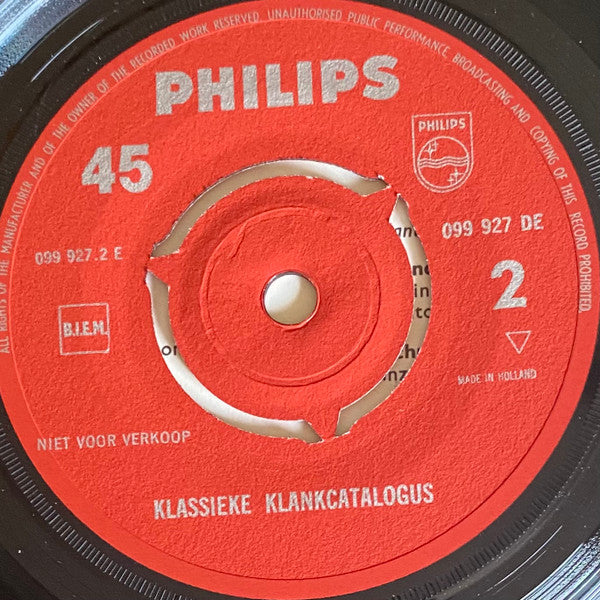 ALL RIGHTS OF THE MANUFACTURER AND OF THE OWNER OF THE RECORDED WORK RESERVED. UNAUTHORISED PUBLIC PERFORMANCE, BROADCASTING AND COPYING OF THIS RECORD PROHIBITED.
PHILIPS
45
PHILIPS
099 927.2 E
099 927 DE
2
B.I.E.M.
MADE IN HOLLAND
NIET VOOR VERKOOP
KLASSIEKE KLANKCATALOGUS